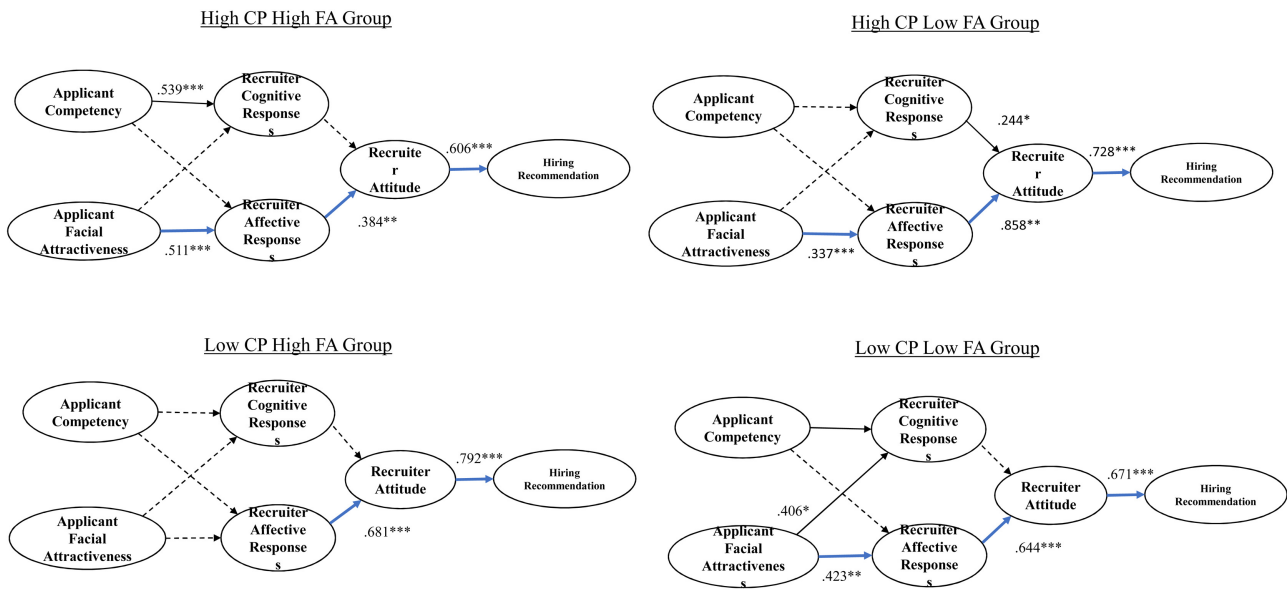 High CP High FA Group
Applicant
Competency
.539***
Recruiter
Cognitive
Response
s
Applicant
Facial
Attractiveness
.511***
Recruiter
Affective
Response
s
.384**
Recruite
r
Attitude
.606***
Hiring
Recommendation
High CP Low FA Group
Applicant
Competency
Recruiter
Cognitive
Response
s
.244*
Applicant
Facial
Attractiveness
.337***
Recruiter
Affective
Response
s
.858**
Recruite
r
Attitude
.728***
Hiring
Recommendation
Low CP High FA Group
Applicant
Competency
Recruiter
Cognitive
Response
s
Applicant
Facial
Attractiveness
Recruiter
Affective
Response
s
.681***
Recruiter
Attitude
.792***
Hiring
Recommendation
Low CP Low FA Group
Applicant
Competency
Recruiter
Cognitive
Response
s
.406*
Applicant
Facial
Attractivenes
s
.423**
Recruiter
Affective
Response
s
.644***
Recruiter
Attitude
.671***
Hiring
Recommendation